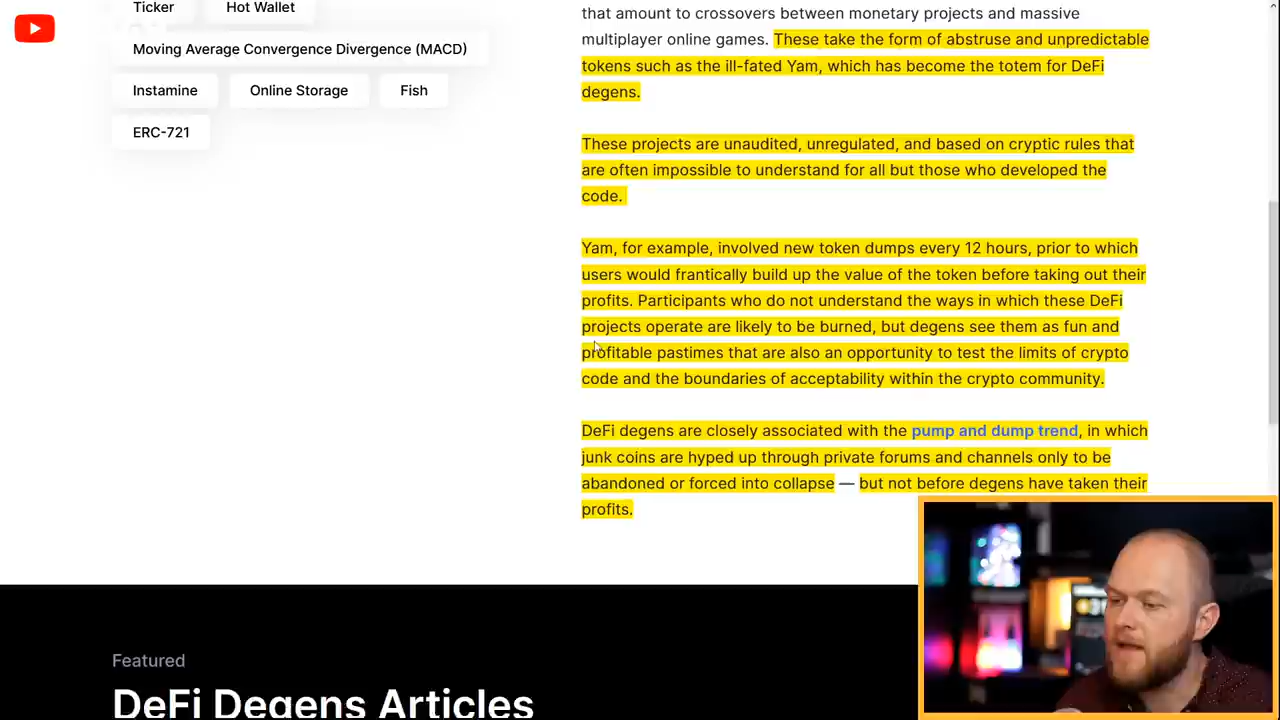 Ticker
Hot Wallet
Moving Average Convergence Divergence (MACD)
Instamine
Online Storage
Fish
ERC-721
that amount to crossovers between monetary projects and massive
multiplayer online games. These take the form of abstruse and unpredictable
tokens such as the ill-fated Yam, which has become the totem for DeFi
degens.
These projects are unaudited, unregulated, and based on cryptic rules that
are often impossible to understand for all but those who developed the
code.
Yam, for example, involved new token dumps every 12 hours, prior to which
users would frantically build up the value of the token before taking out their
profits. Participants who do not understand the ways in which these DeFi
projects operate are likely to be burned, but degens see them as fun and
profitable pastimes that are also an opportunity to test the limits of crypto
code and the boundaries of acceptability within the crypto community.
DeFi degens are closely associated with the pump and dump trend, in which
junk coins are hyped up through private forums and channels only to be
abandoned or forced into collapse — but not before degens have taken their
profits.
Featured
DeFi Degens Articles